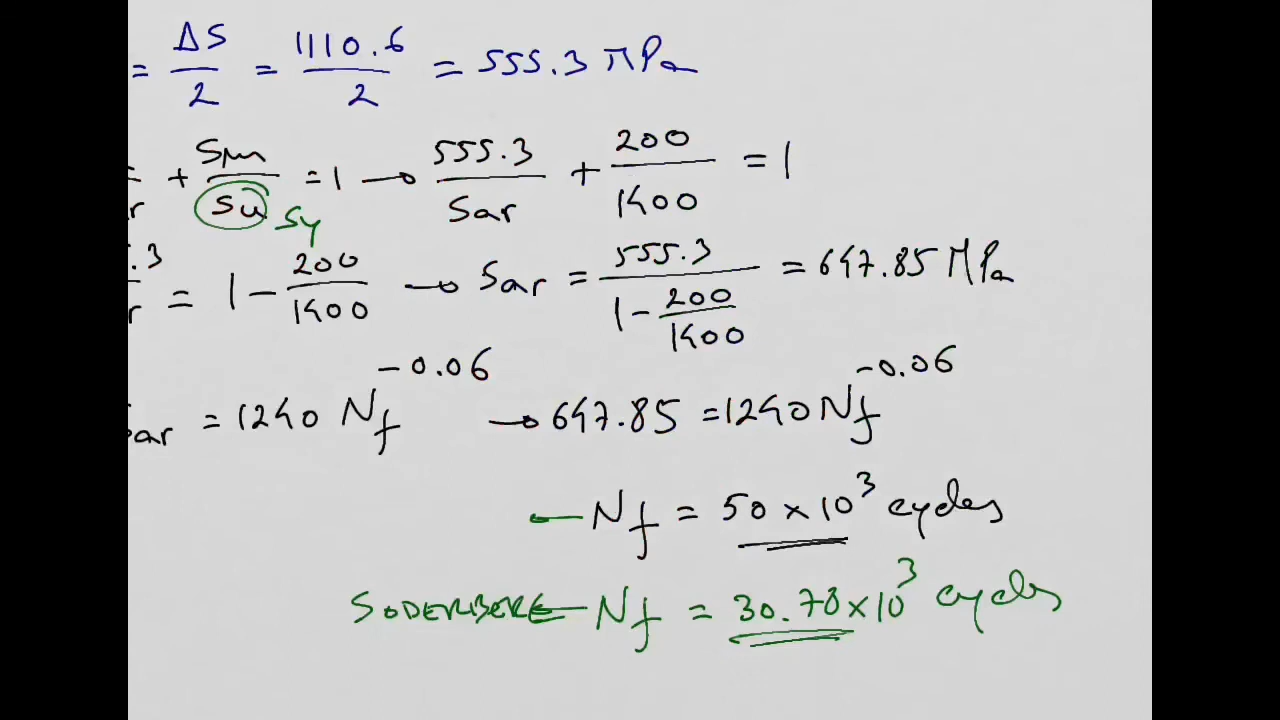 = ΔS/2 = 1110.6/2 = 555.3 MPa
+ Sm/Su = 1 → 555.3/Sar + 200/1400 = 1
Sy
.3/ar = 1 - 200/1400 → Sar = 555.3/(1 - 200/1400) = 647.85 MPa
Sar = 1240 Nf^-0.06 → 647.85 = 1240 Nf^-0.06
Nf = 50 × 10^3 cycles
SODERBERG Nf = 30.78 × 10^3 cycles